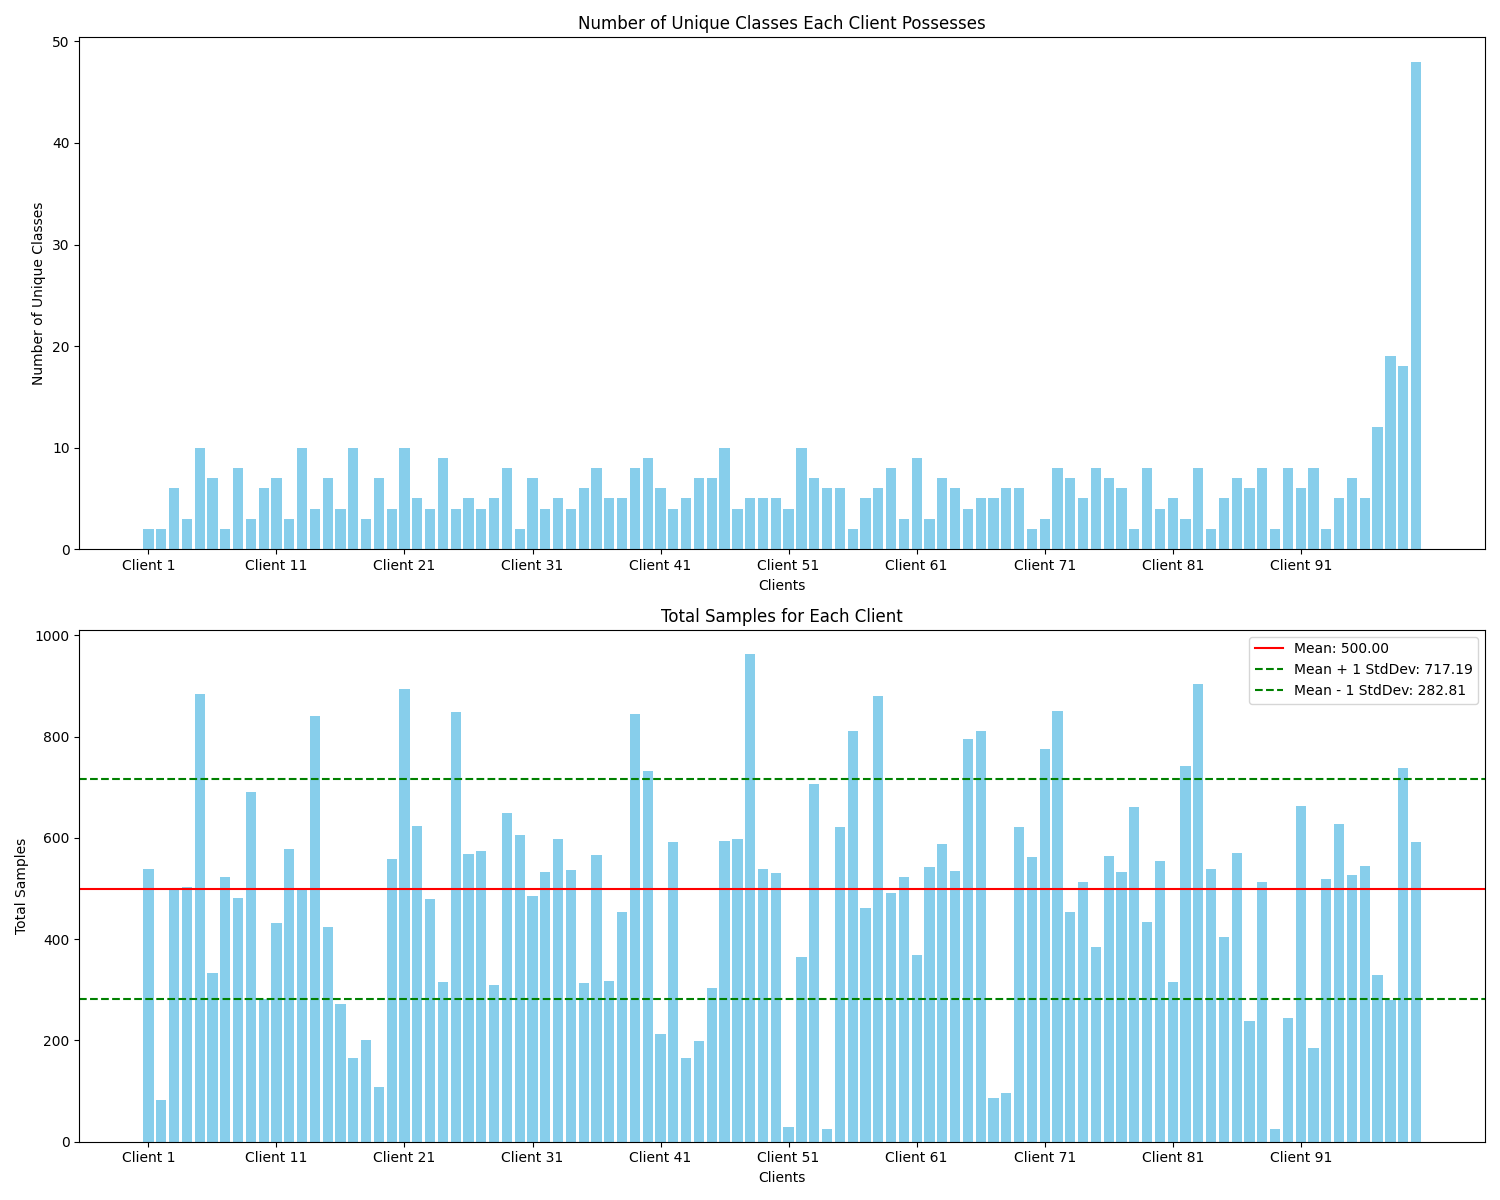 Number of Unique Classes Each Client Possesses
50
40
30
20
10
0
Number of Unique Classes
Client 1 Client 11 Client 21 Client 31 Client 41 Client 51 Client 61 Client 71 Client 81 Client 91
Clients
Total Samples for Each Client
1000
800
600
400
200
0
Total Samples
Mean: 500.00
Mean + 1 StdDev: 717.19
Mean - 1 StdDev: 282.81
Client 1 Client 11 Client 21 Client 31 Client 41 Client 51 Client 61 Client 71 Client 81 Client 91
Clients